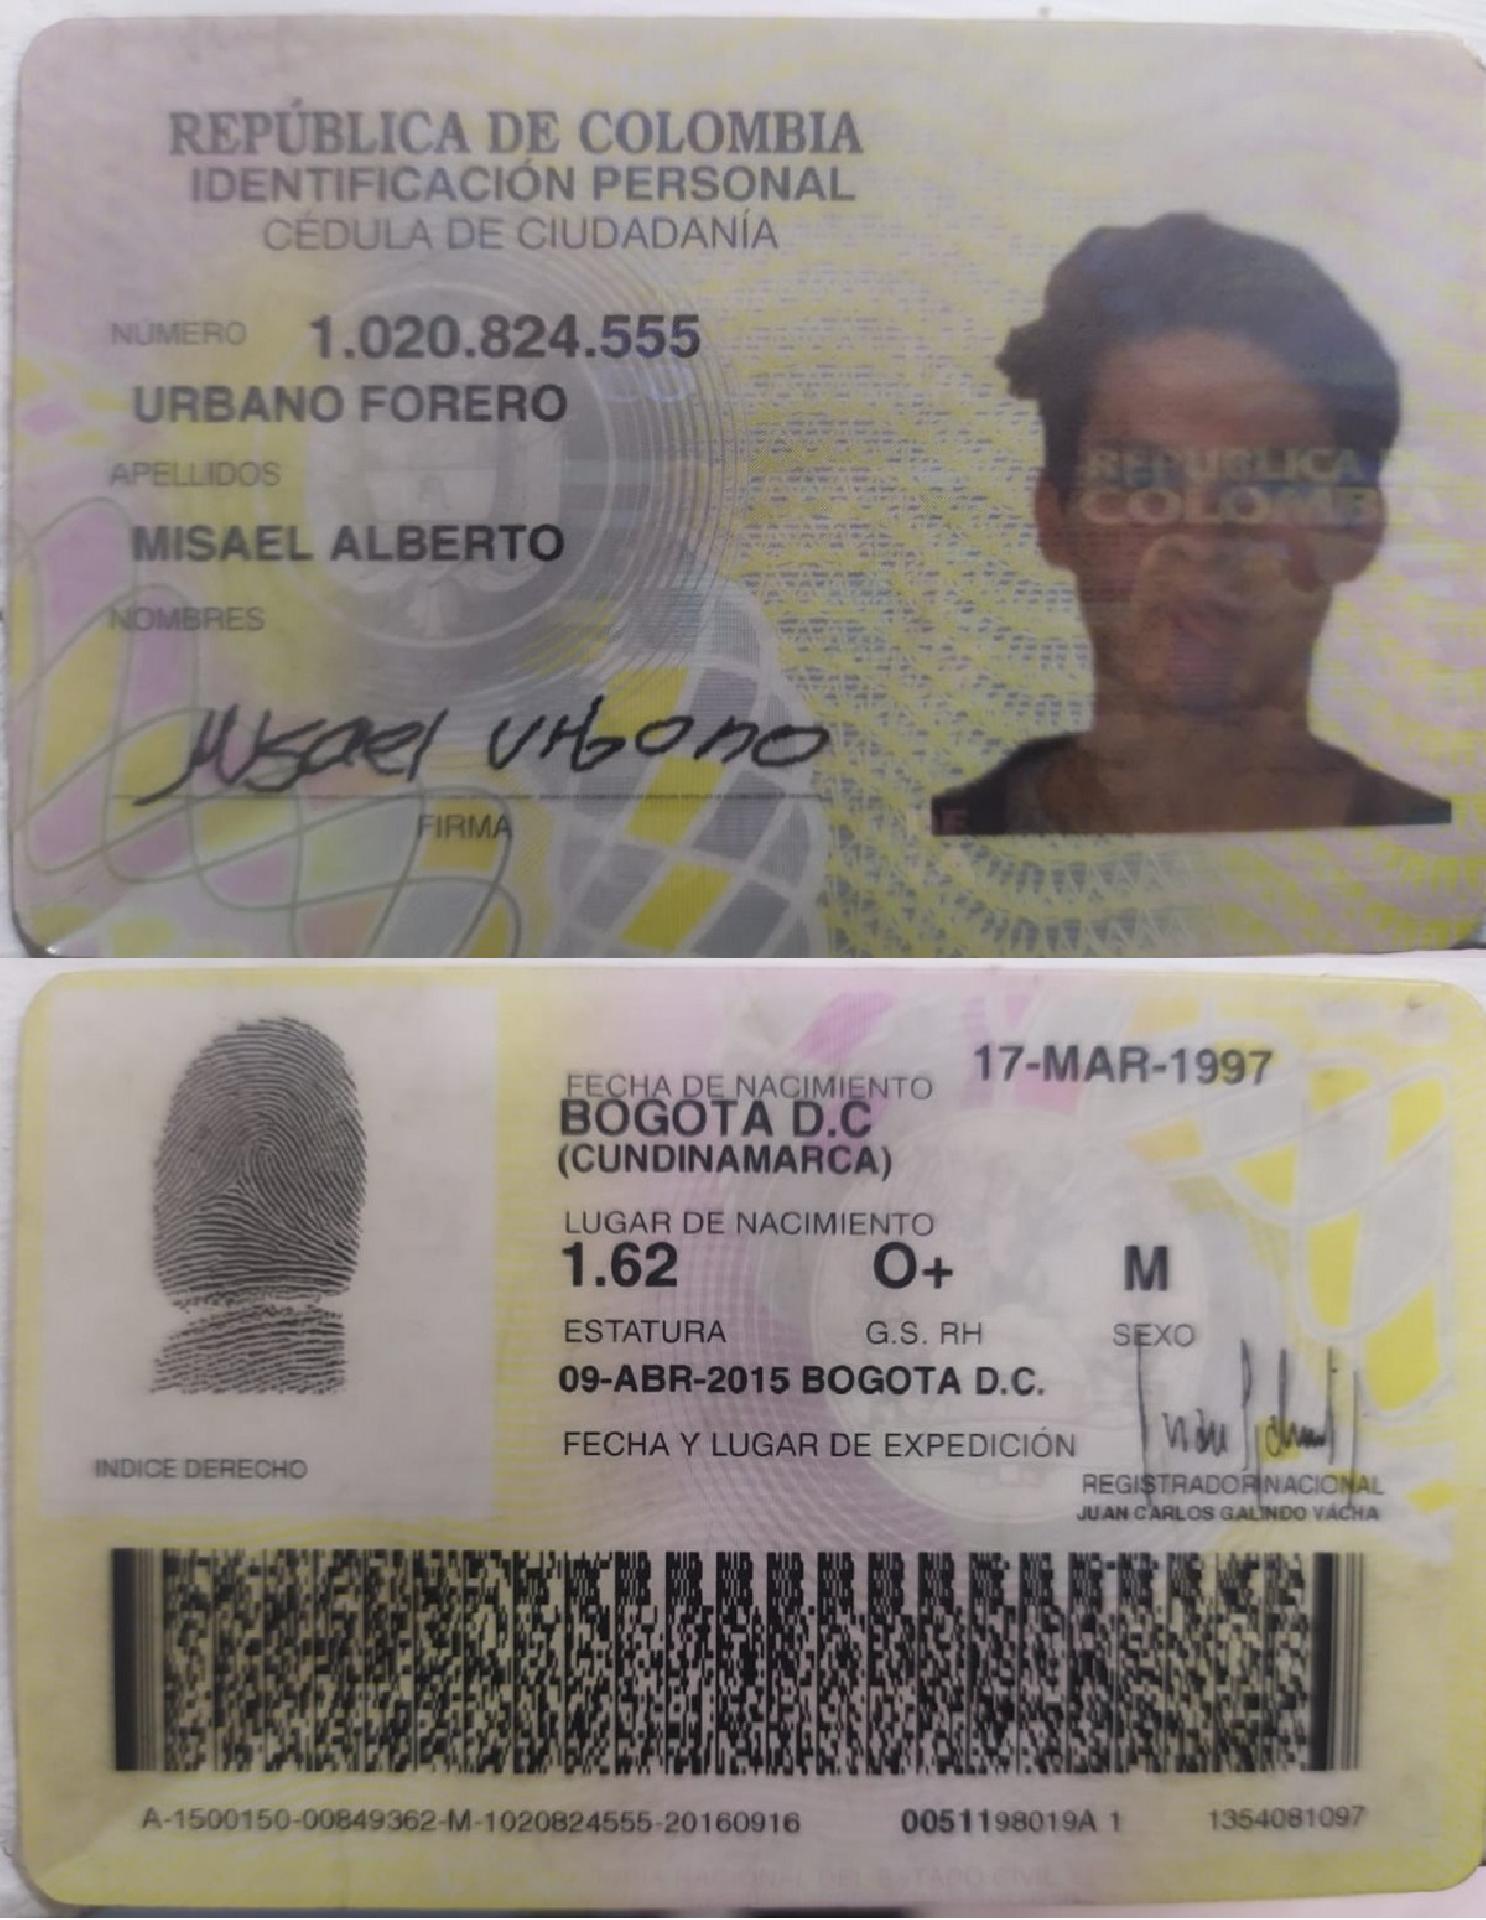 REPÚBLICA DE COLOMBIA
IDENTIFICACIÓN PERSONAL
CÉDULA DE CIUDADANÍA
NÚMERO 1.020.824.555
URBANO FORERO
APELLIDOS
MISAEL ALBERTO
NOMBRES
Misael Urbano
FIRMA
REPUBLICA
COLOMBIA
17-MAR-1997
FECHA DE NACIMIENTO
BOGOTA D.C
(CUNDINAMARCA)
LUGAR DE NACIMIENTO
1.62 O+ M
ESTATURA G.S. RH SEXO
09-ABR-2015 BOGOTA D.C.
FECHA Y LUGAR DE EXPEDICIÓN
INDICE DERECHO
REGISTRADOR NACIONAL
JUAN CARLOS GALINDO VÁCHA
A-1500150-00849362-M-1020824555-20160916 0051198019A 1 1354081097